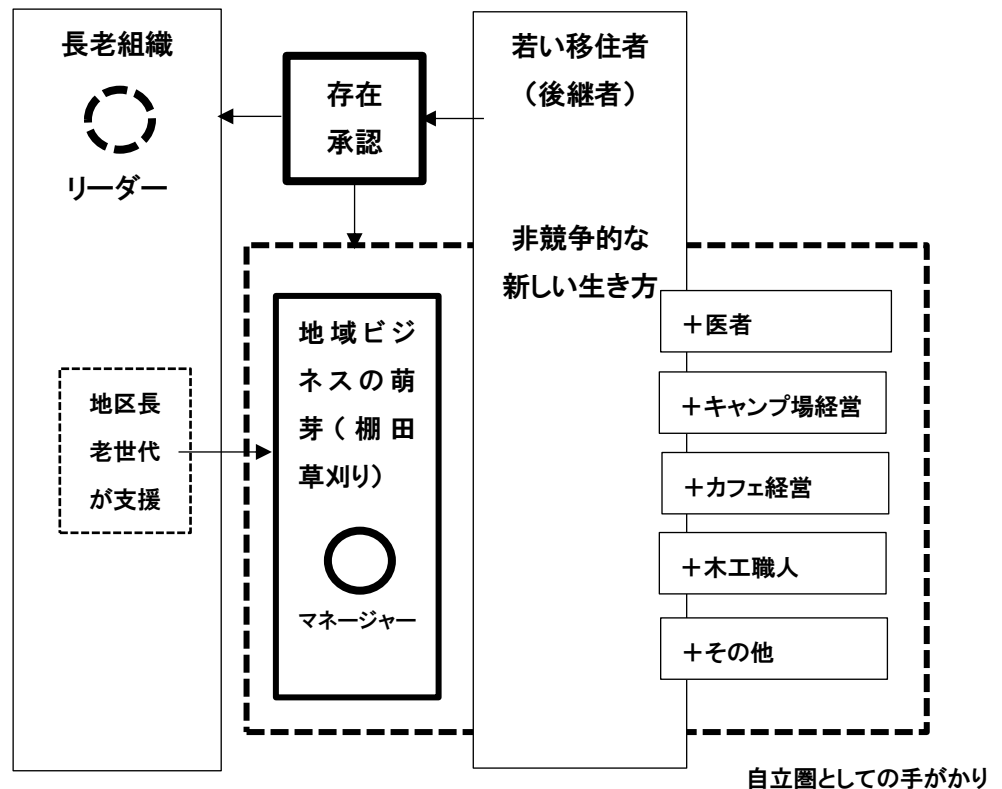 長老組織
リーダー
存在
承認
若い移住者
（後継者）
非競争的な
新しい生き方
地区長
老世代
が支援
地域ビジ
ネスの萌
芽（棚田
草刈り）
マネージャー
＋医者
＋キャンプ場経営
＋カフェ経営
＋木工職人
＋その他
自立圏としての手がかり